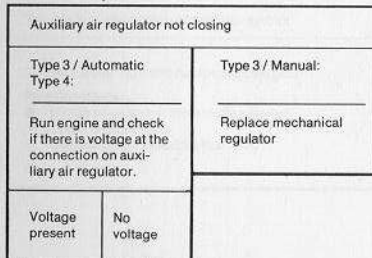 Auxiliary air regulator not closing
Type 3 / Automatic
Type 4:
Run engine and check
if there is voltage at the
connection on auxi-
liary air regulator.
Type 3 / Manual:
Replace mechanical
regulator
Voltage
present
No
voltage